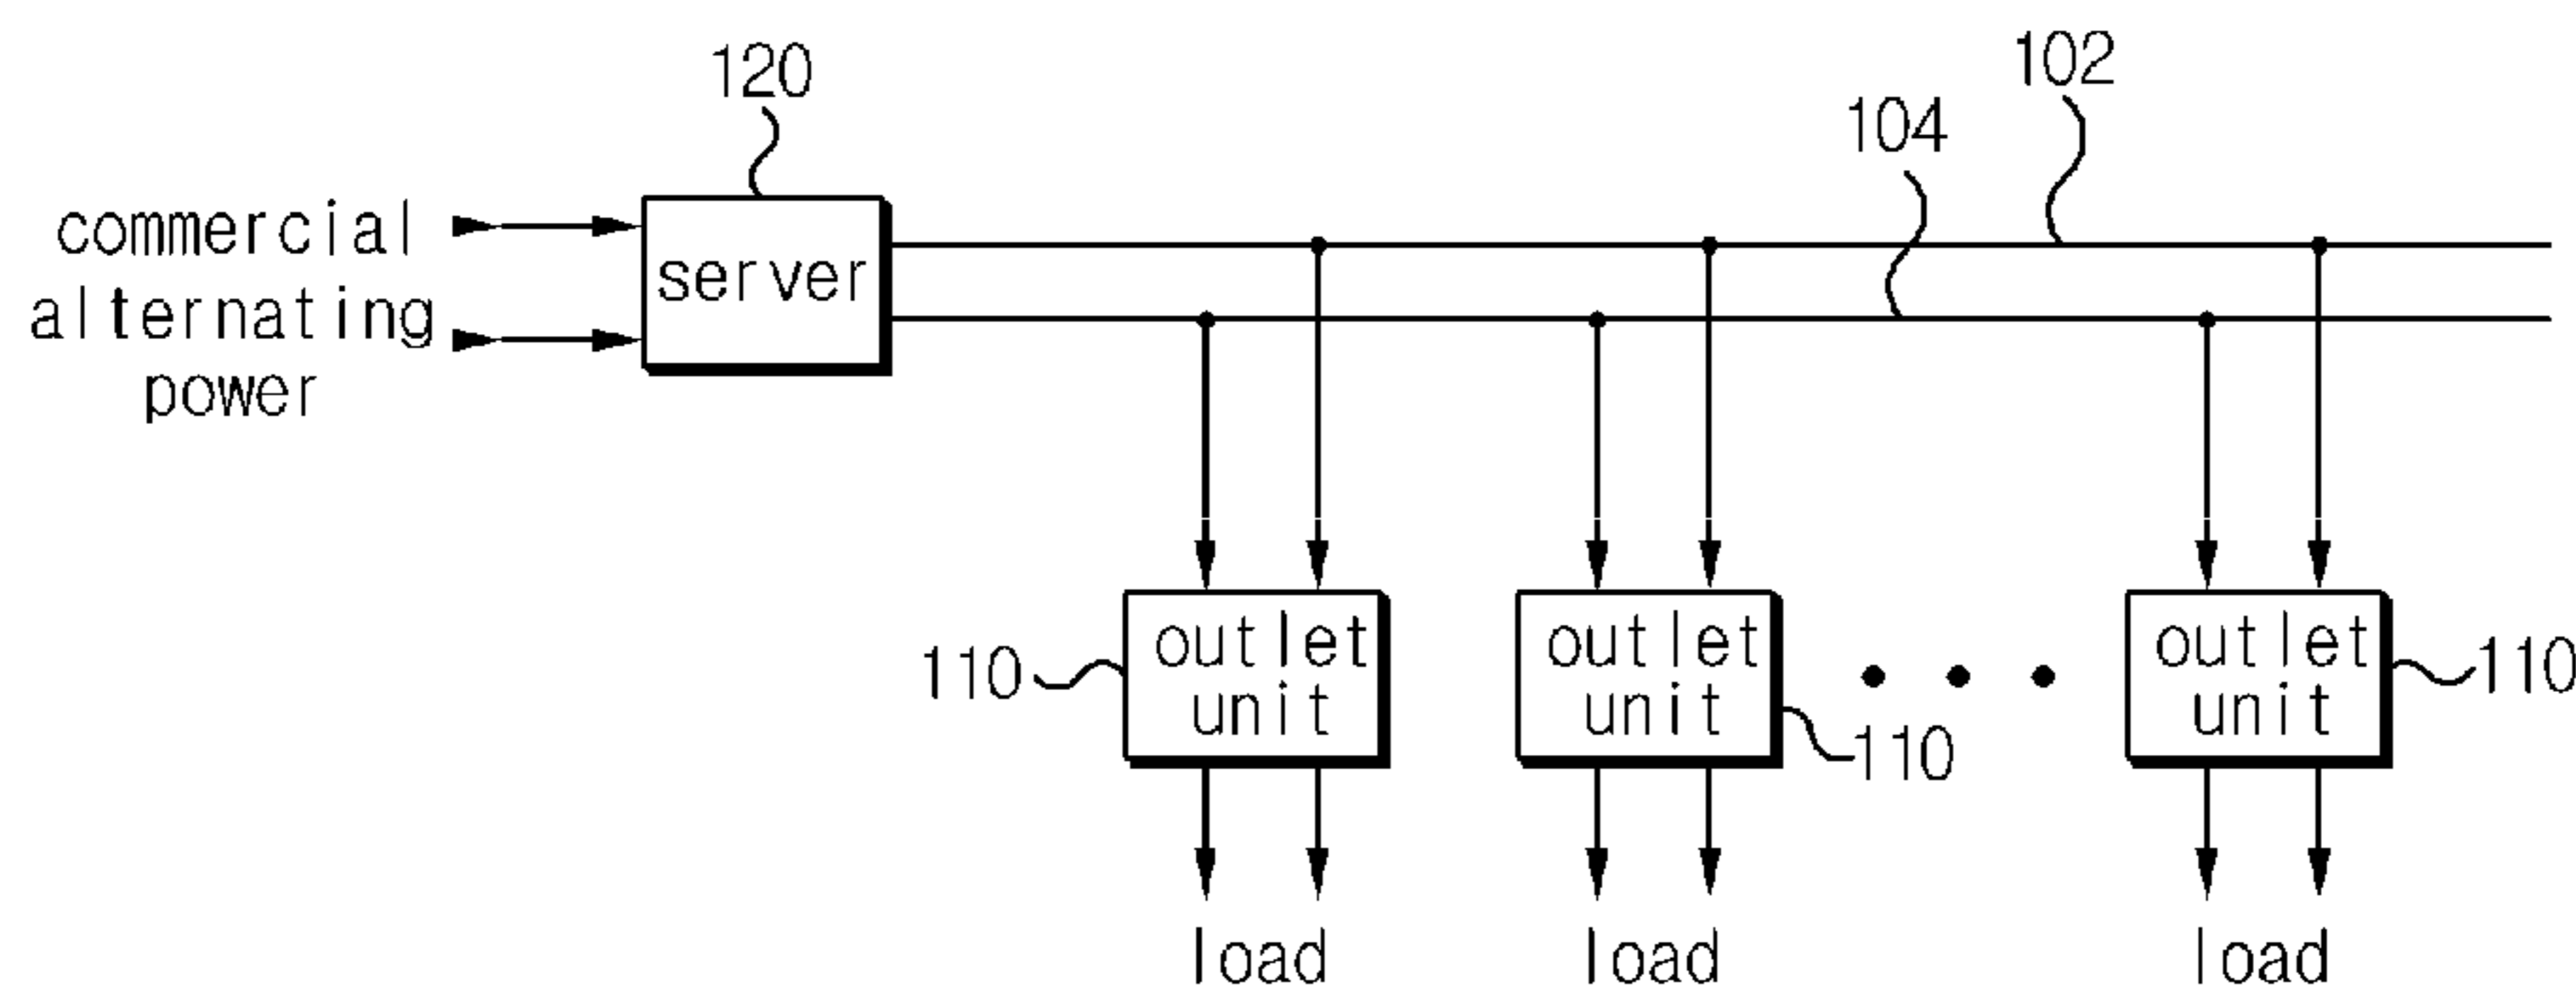 120
102
104
commercial
alternating
power
server
outlet
unit
110
outlet
unit
110
outlet
unit
110
load
load
load